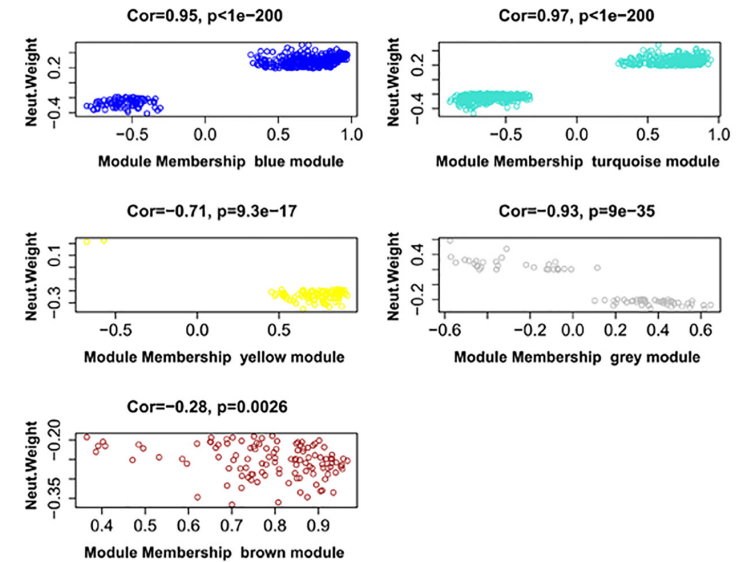 Cor=0.95, p<1e−200
Neut.Weight
0.2
−0.4
−0.5 0.0 0.5 1.0
Module Membership blue module
Cor=0.97, p<1e−200
Neut.Weight
0.2
−0.4
−0.5 0.0 0.5 1.0
Module Membership turquoise module
Cor=−0.71, p=9.3e−17
Neut.Weight
0.1
−0.3
−0.5 0.0 0.5
Module Membership yellow module
Cor=−0.93, p=9e−35
Neut.Weight
0.4
−0.2
−0.6 −0.2 0.0 0.2 0.4 0.6
Module Membership grey module
Cor=−0.28, p=0.0026
Neut.Weight
−0.20
−0.35
0.4 0.5 0.6 0.7 0.8 0.9
Module Membership brown module